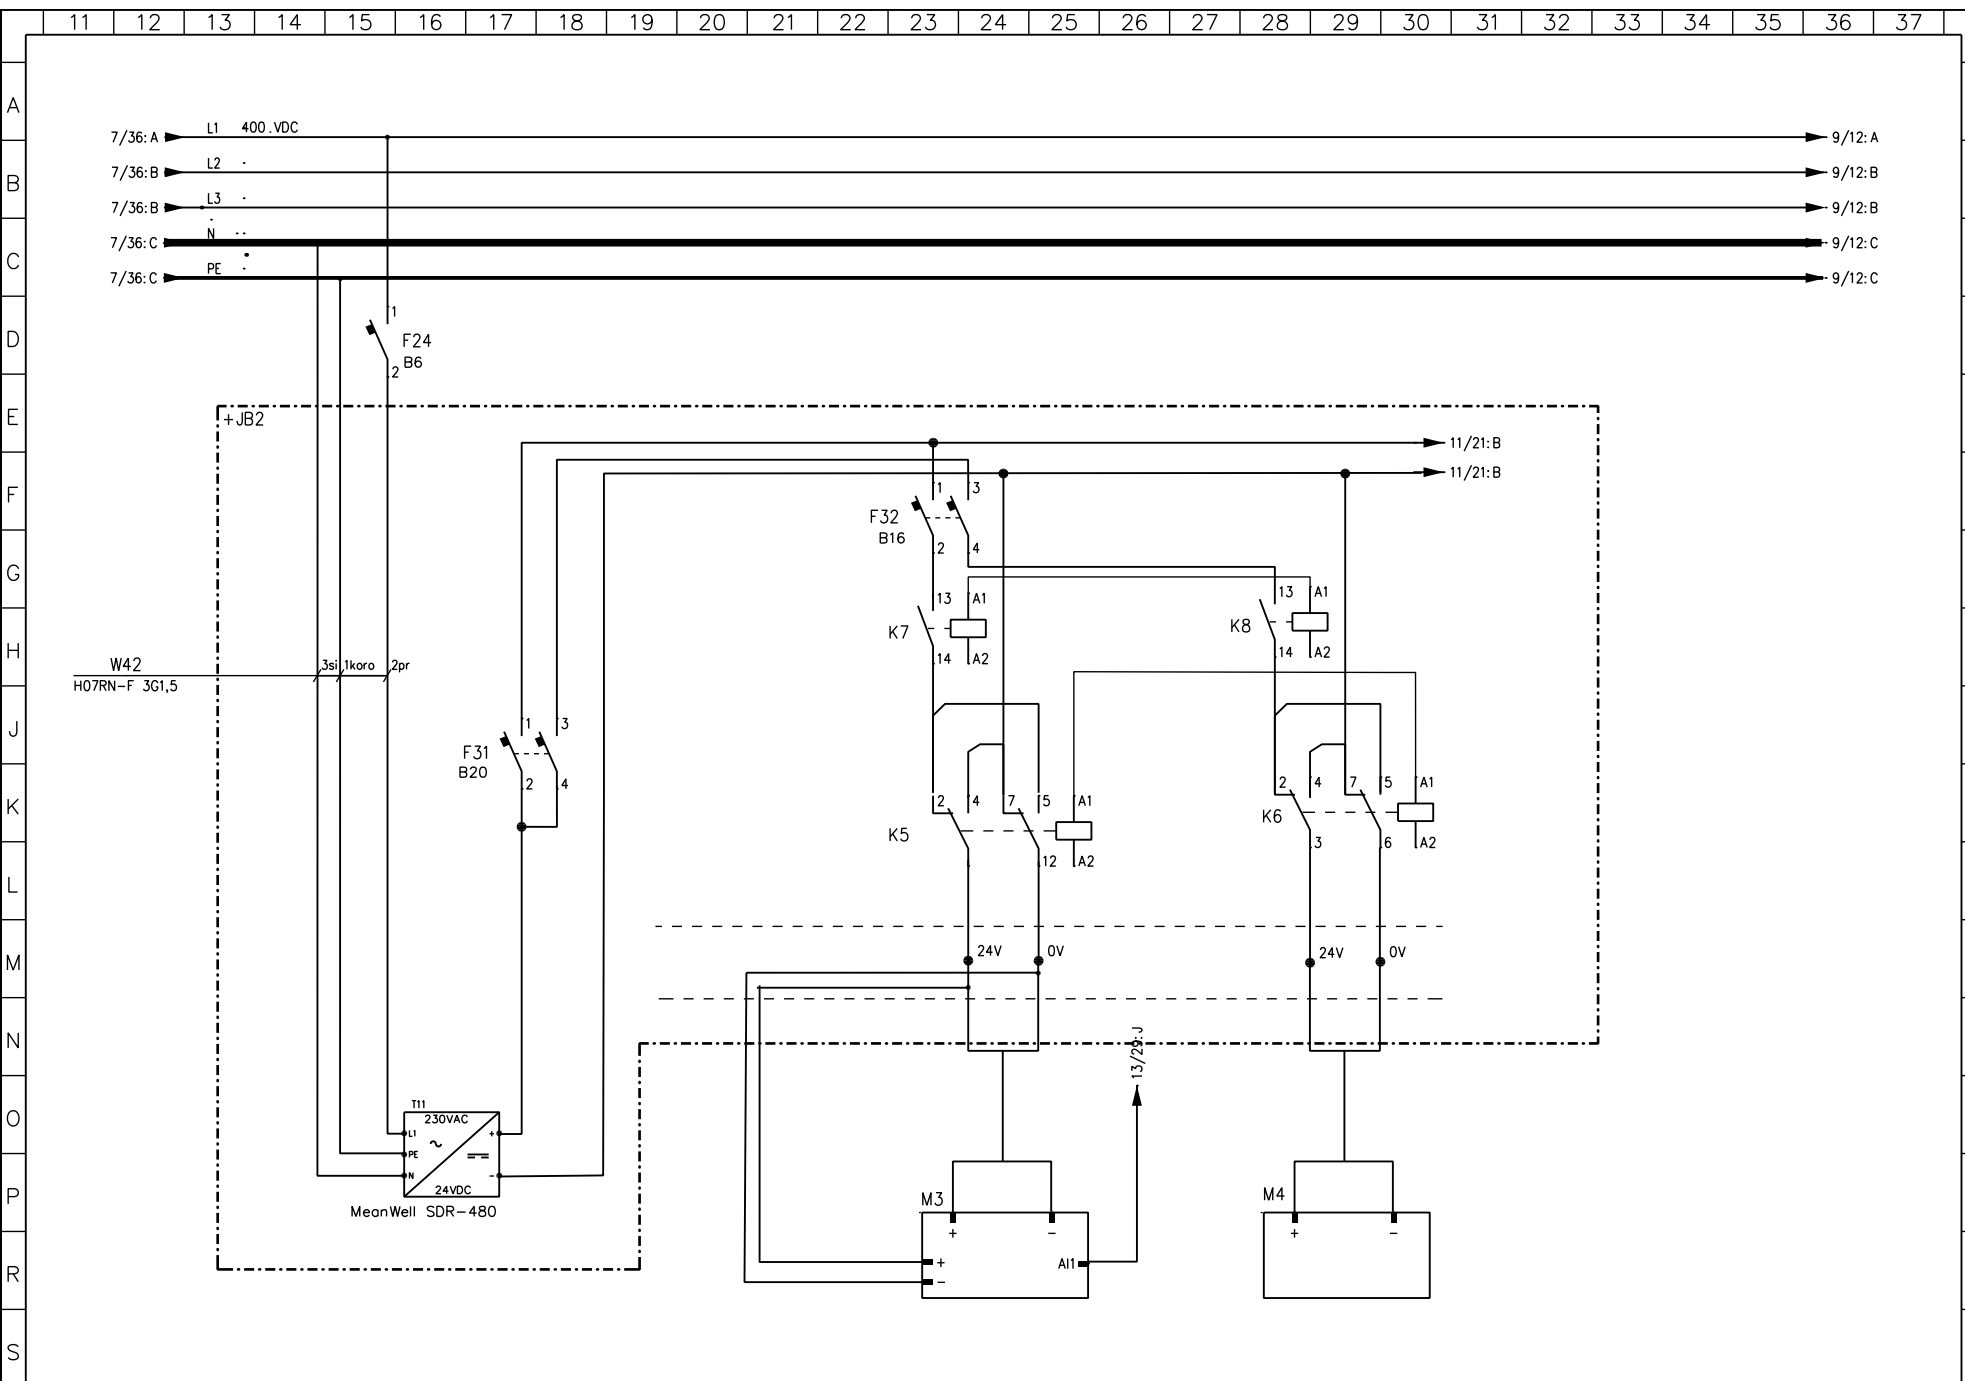 11 12 13 14 15 16 17 18 19 20 21 22 23 24 25 26 27 28 29 30 31 32 33 34 35 36 37
A
7/36:A L1 400.VDC 9/12:A
7/36:B L2 9/12:B
B
7/36:B L3 9/12:B
7/36:C N 9/12:C
C
7/36:C PE 9/12:C
1
D
F24
B6
2
E
+JB2
11/21:B
11/21:B
F
1 3
F32
B16
2 4
G
13 A1
K7
14 A2
13 A1
K8
14 A2
H
W42
H07RN-F 3G1,5
3si 1koro 2pr
J
1 3
F31
B20
2 4
K
2 4 7 5 A1
K5
12 A2
2 4 7 5 A1
K6
3 6 A2
L
M
24V 0V
24V 0V
N
13/29:J
O
T11
230VAC
L1 +
PE
N -
24VDC
MeanWell SDR-480
P
M3
+ -
+ AI1
-
M4
+ -
R
S